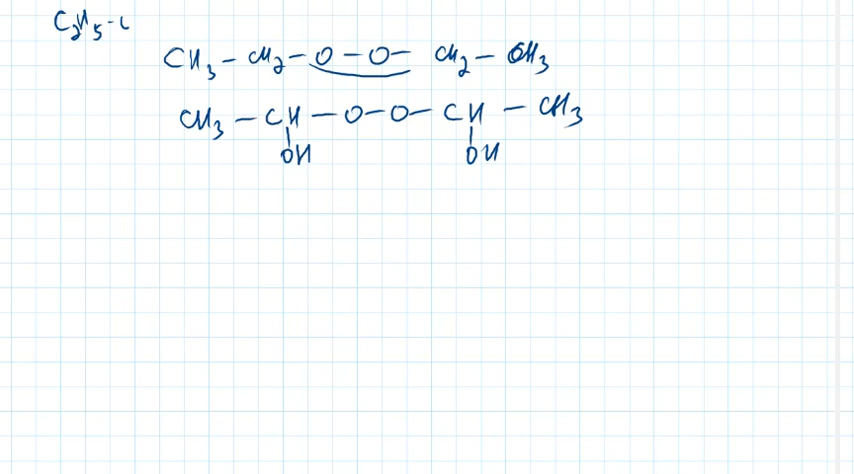 C₂H₅-
CH₃ - CH₂ - O - O - CH₂ - CH₃
CH₃ - CH - O - O - CH - CH₃
OH OH